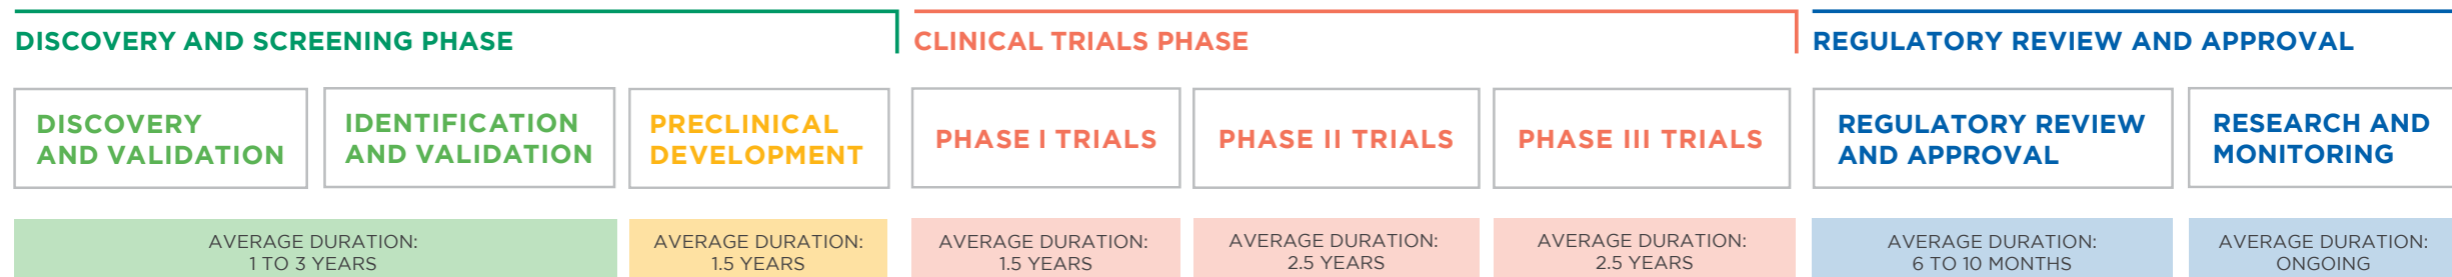 DISCOVERY AND SCREENING PHASE
CLINICAL TRIALS PHASE
REGULATORY REVIEW AND APPROVAL
DISCOVERY
AND VALIDATION
IDENTIFICATION
AND VALIDATION
PRECLINICAL
DEVELOPMENT
PHASE I TRIALS
PHASE II TRIALS
PHASE III TRIALS
REGULATORY REVIEW
AND APPROVAL
RESEARCH AND
MONITORING
AVERAGE DURATION:
1 TO 3 YEARS
AVERAGE DURATION:
1.5 YEARS
AVERAGE DURATION:
1.5 YEARS
AVERAGE DURATION:
2.5 YEARS
AVERAGE DURATION:
2.5 YEARS
AVERAGE DURATION:
6 TO 10 MONTHS
AVERAGE DURATION:
ONGOING